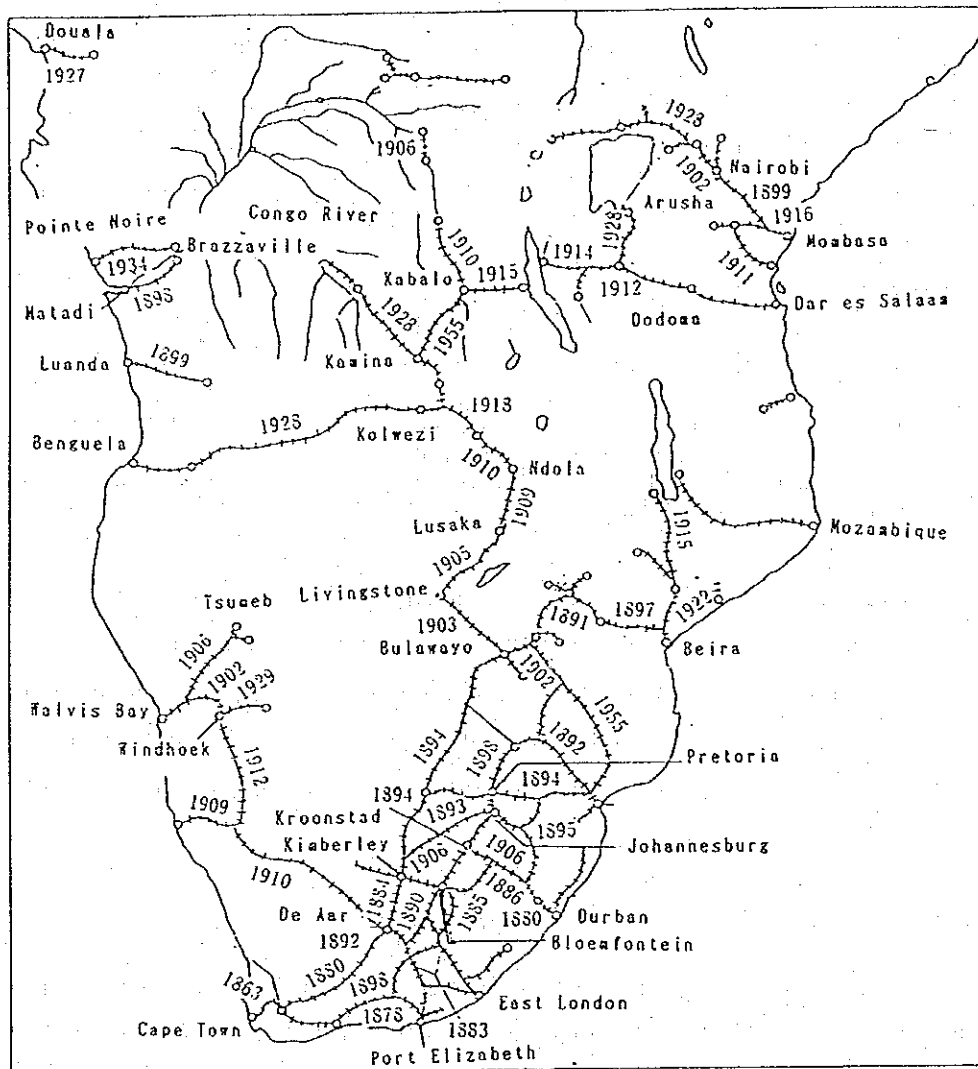 Douala
1927
1906
1923
1902
Nairobi
1899
Arusha
1916
Mombasa
Congo River
Pointe Noire
Brazzaville
1934
1898
Matadi
1910
1928
1914
1911
Kabalo
1915
1912
Dodoma
Dar es Salaam
1928
1955
Luanda
1899
Kamina
1913
1928
Kolwezi
Benguela
1910
Ndola
1909
Lusaka
1915
Mozambique
1905
Livingstone
Tsumeb
1903
1891
1897
1922
Bulawayo
Beira
1906
1902
1929
1902
Walvis Bay
1955
Windhoek
1894
1898
1892
Pretoria
1912
1894
1894
1909
1893
Kroonstad
1895
Kimberley
1906
1906
Johannesburg
1910
1884
1890
1885
1886
De Aar
1880
Durban
1892
Bloemfontein
1880
1898
1863
East London
Cape Town
1878
1883
Port Elizabeth